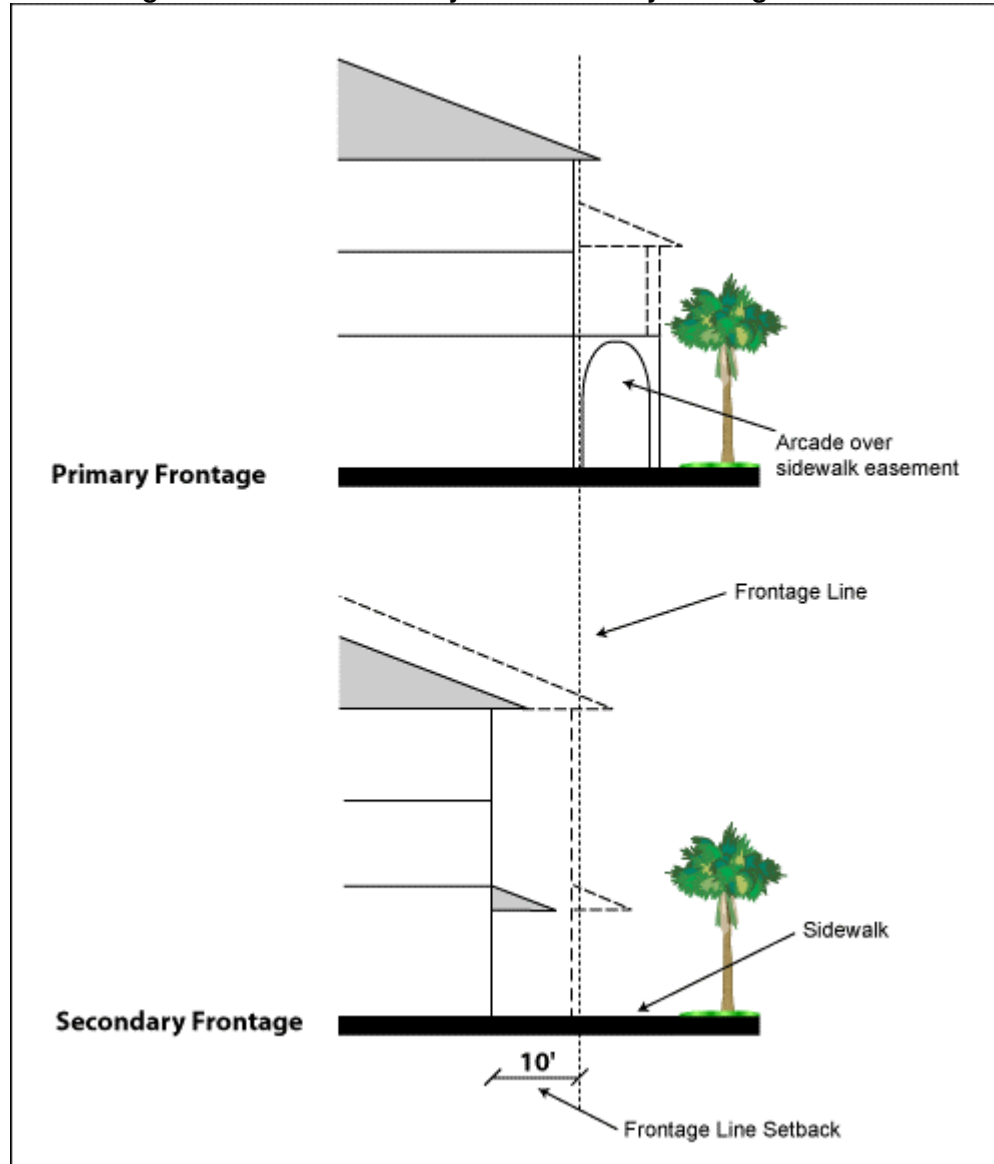 Arcade over
sidewalk easement
Primary Frontage
Frontage Line
Sidewalk
Secondary Frontage
10'
Frontage Line Setback